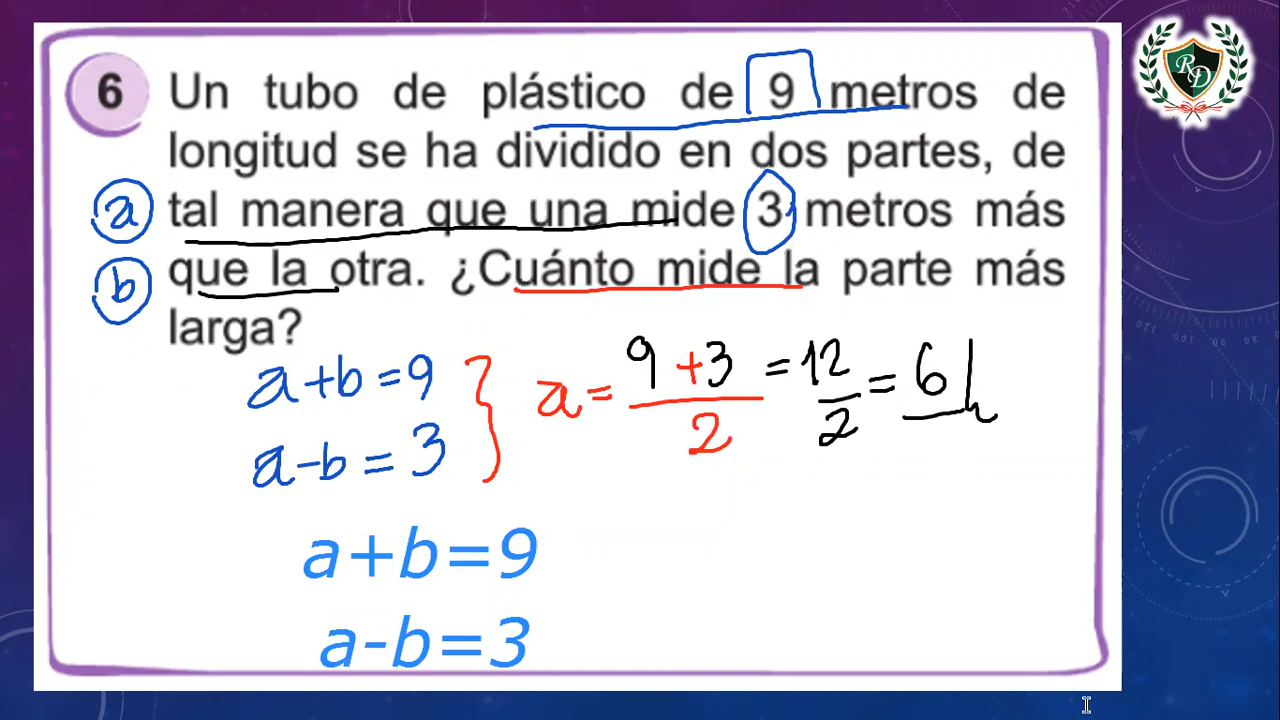 6 Un tubo de plástico de 9 metros de
longitud se ha dividido en dos partes, de
a tal manera que una mide 3 metros más
b que la otra. ¿Cuánto mide la parte más
larga?
a+b=9
a-b=3
a = 9+3/2 = 12/2 = 6
a+b=9
a-b=3
RD